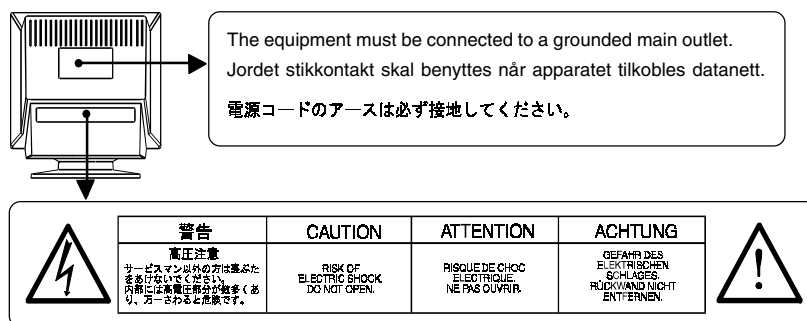 The equipment must be connected to a grounded main outlet.
Jordet stikkontakt skal benyttes når apparatet tilkobles datanett.
電源コードのアースは必ず接地してください。
警告
高圧注意
サービスマン以外の方は裏ぶた
をあけないでください。
内部には高電圧部分が数多くあ
り、万一さわると危険です。
CAUTION
RISK OF
ELECTRIC SHOCK.
DO NOT OPEN.
ATTENTION
RISQUE DE CHOC
ELECTRIQUE.
NE PAS OUVRIR.
ACHTUNG
GEFAHR DES
ELEKTRISCHEN
SCHLAGES.
RÜCKWAND NICHT
ENTFERNEN.